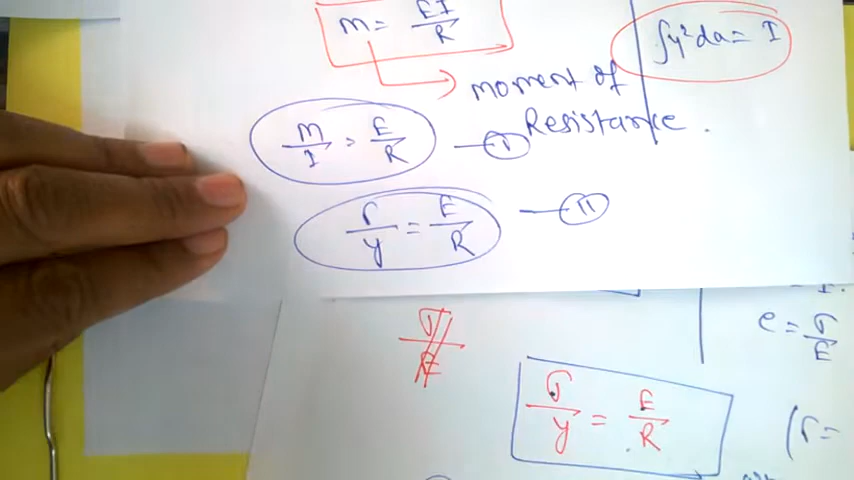 m = EI/R
∫y²da = I
moment of
Resistance.
m/I = E/R — I
σ/y = E/R — II
e = σ/E
σ/y = E/R
(σ =